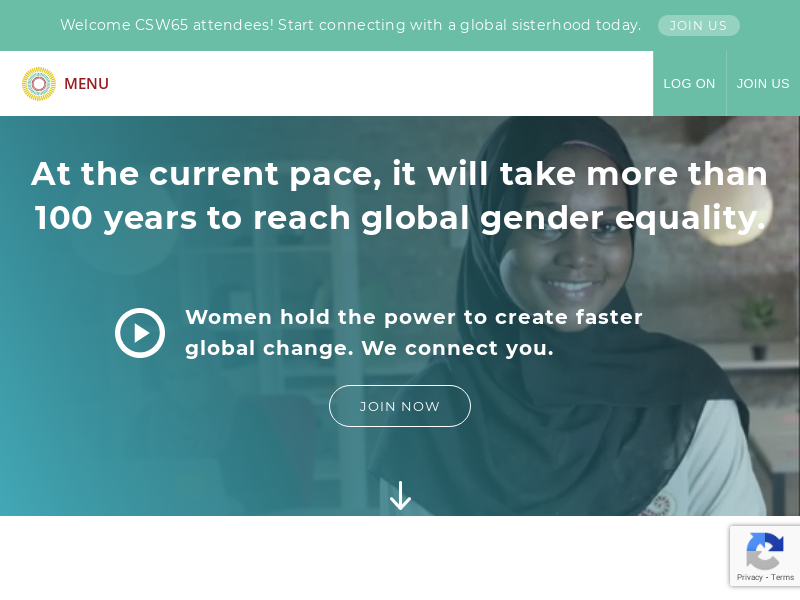 Welcome CSW65 attendees! Start connecting with a global sisterhood today. JOIN US
MENU
LOG ON
JOIN US
At the current pace, it will take more than
100 years to reach global gender equality.
Women hold the power to create faster
global change. We connect you.
JOIN NOW
Privacy - Terms